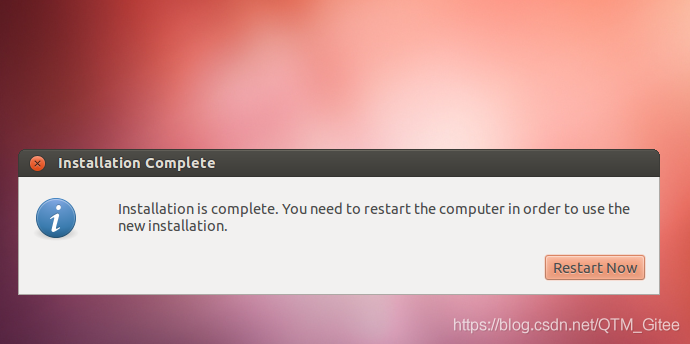 Installation Complete
Installation is complete. You need to restart the computer in order to use the
new installation.
Restart Now
https://blog.csdn.net/QTM_Gitee